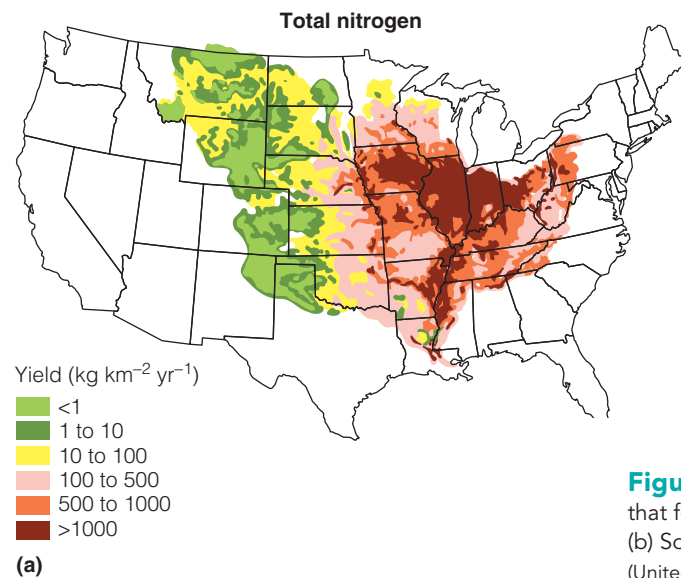 Total nitrogen
Yield (kg km⁻² yr⁻¹)
<1
1 to 10
10 to 100
100 to 500
500 to 1000
>1000
(a)
that f
(b) So
(Unite